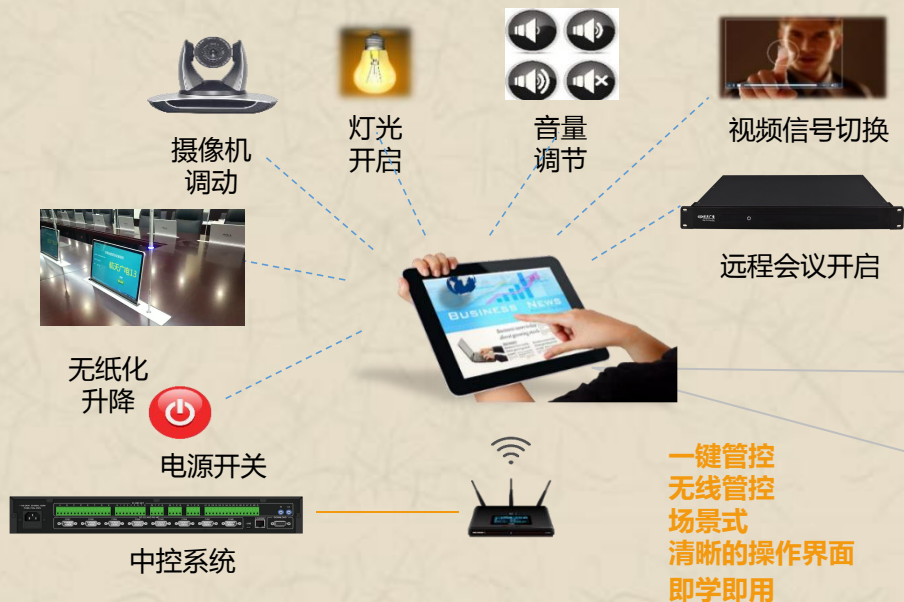 摄像机
调动
灯光
开启
音量
调节
视频信号切换
远程会议开启
BUSINESS NEWS
无纸化
升降
电源开关
中控系统
一键管控
无线管控
场景式
清晰的操作界面
即学即用